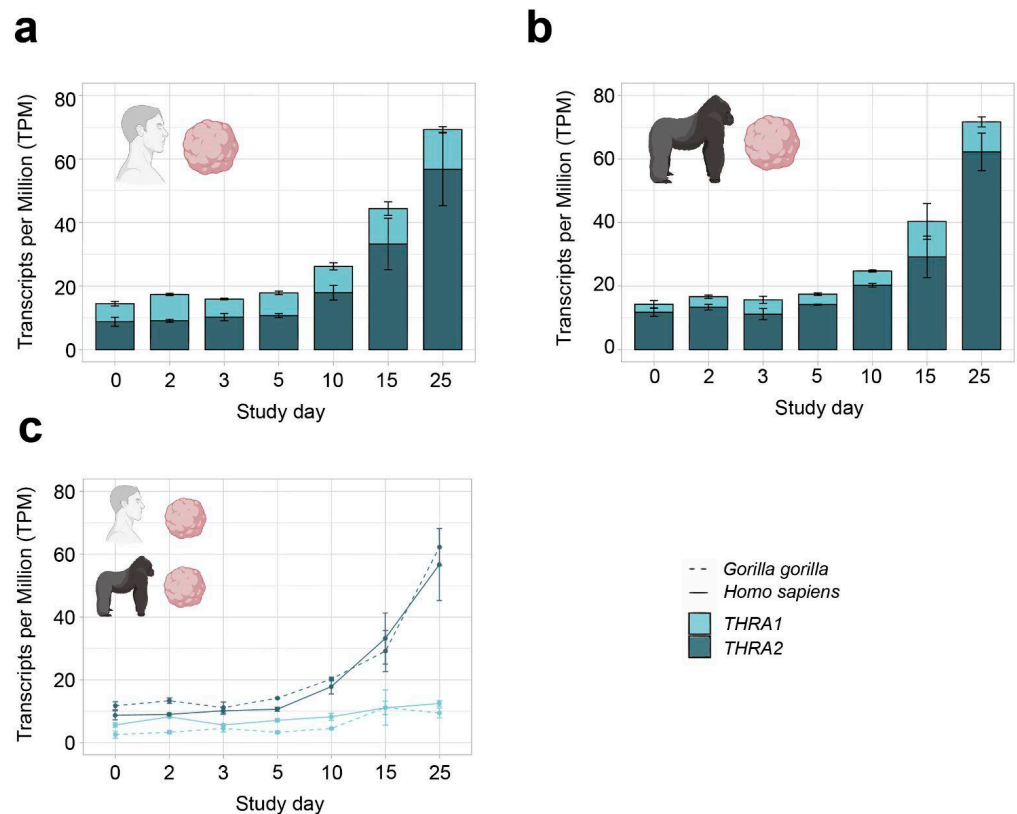 a
Transcripts per Million (TPM)
80
60
40
20
0
0 2 3 5 10 15 25
Study day
b
Transcripts per Million (TPM)
80
60
40
20
0
0 2 3 5 10 15 25
Study day
c
Transcripts per Million (TPM)
80
60
40
20
0
0 2 3 5 10 15 25
Study day
Gorilla gorilla
Homo sapiens
THRA1
THRA2